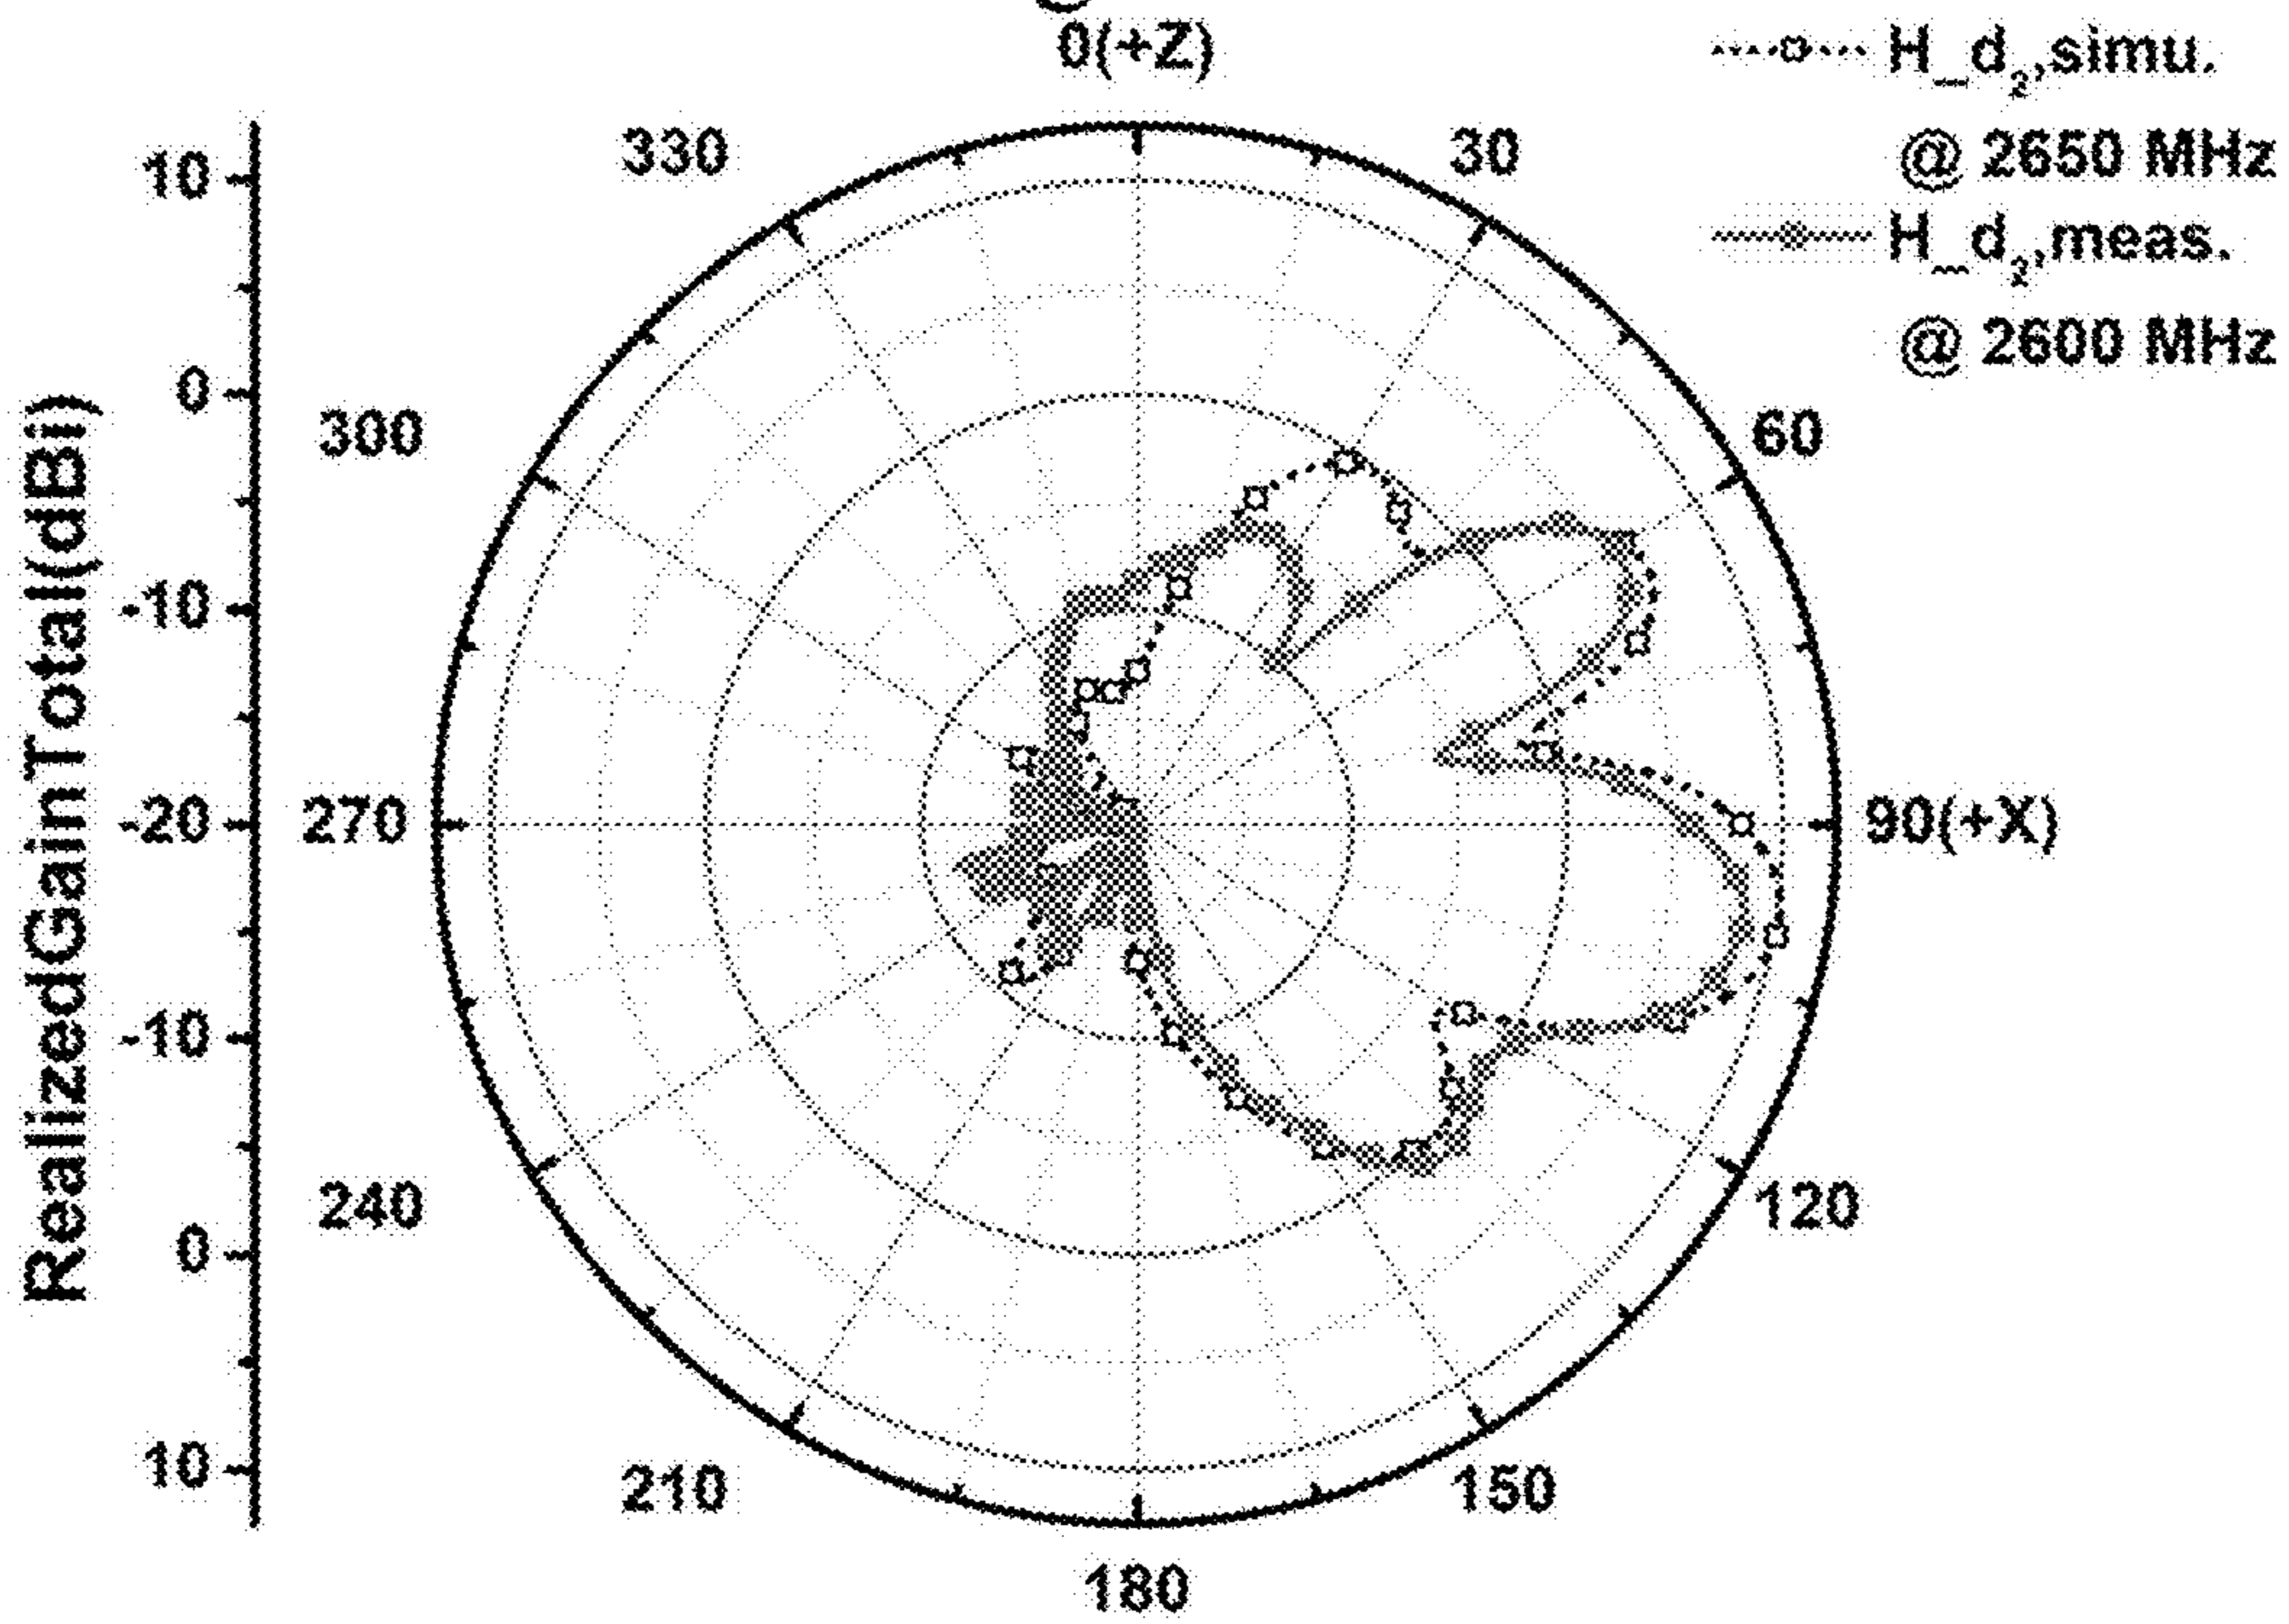 0(+Z)
H_d₂,simu.
@ 2650 MHz
H_d₂,meas.
@ 2600 MHz
330
30
300
60
270
90(+X)
240
120
210
150
180
10
0
-10
-20
-10
0
10
RealizedGainTotal(dBi)